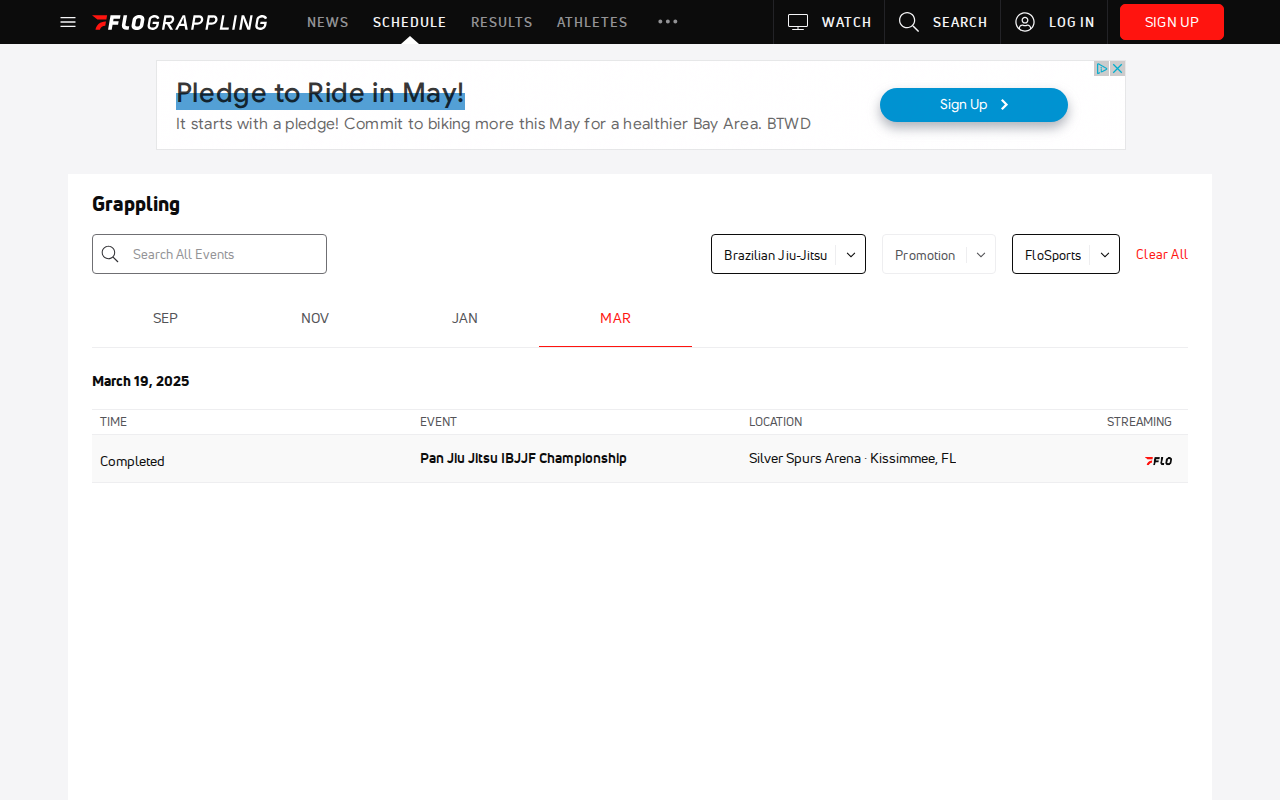 FLOGRAPPLING NEWS SCHEDULE RESULTS ATHLETES WATCH SEARCH LOG IN SIGN UP
Pledge to Ride in May!
It starts with a pledge! Commit to biking more this May for a healthier Bay Area. BTWD
Sign Up
Grappling
Search All Events Brazilian Jiu-Jitsu Promotion FloSports Clear All
SEP NOV JAN MAR
March 19, 2025
TIME EVENT LOCATION STREAMING
Completed Pan Jiu Jitsu IBJJF Championship Silver Spurs Arena · Kissimmee, FL FLO